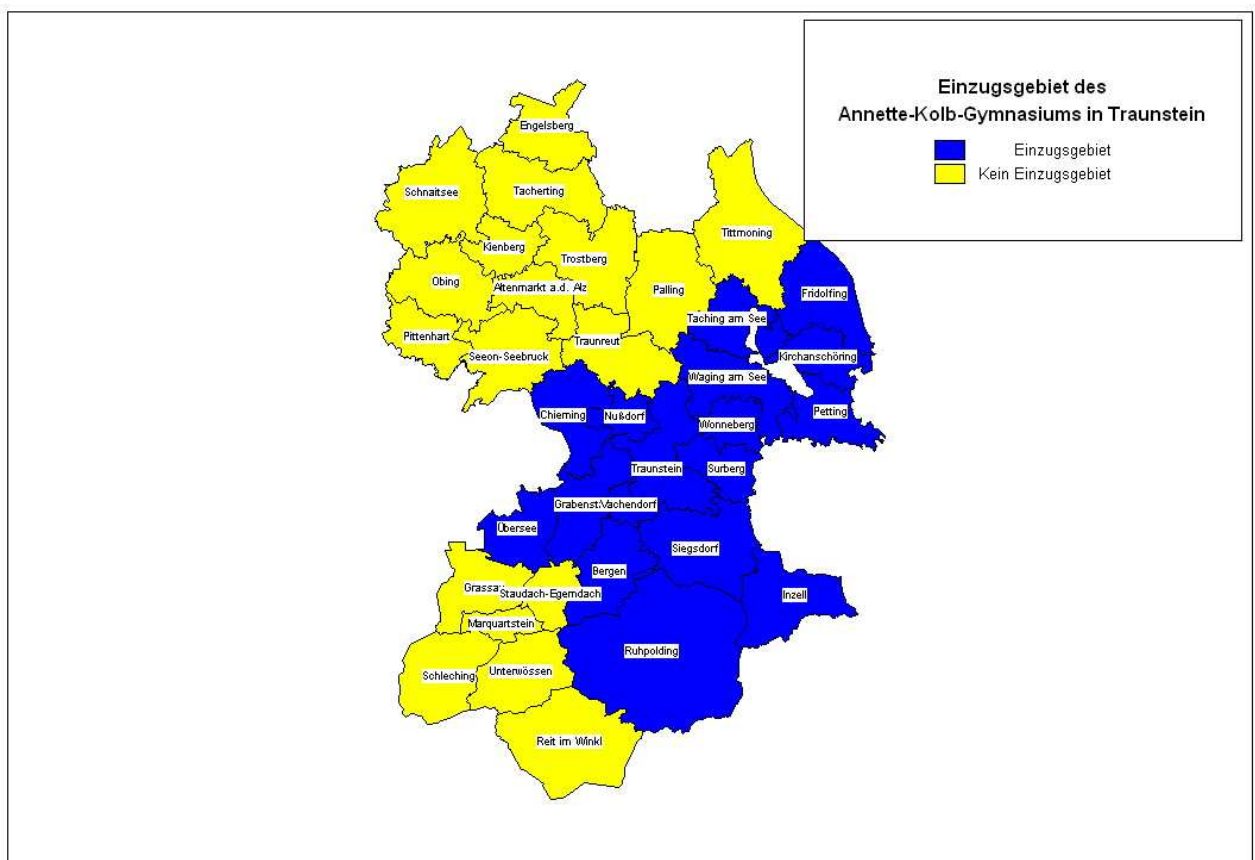 Einzugsgebiet des
Annette-Kolb-Gymnasiums in Traunstein
Einzugsgebiet
Kein Einzugsgebiet
Engelsberg
Schnaitsee
Tacherting
Tittmoning
Kienberg
Trostberg
Obing
Altenmarkt a.d. Alz
Palling
Fridolfing
Taching am See
Pittenhart
Traunreut
Seeon-Seebruck
Kirchanschöring
Waging am See
Chieming
Nußdorf
Petting
Wonneberg
Traunstein
Surberg
Grabenst
Vachendorf
Übersee
Siegsdorf
Bergen
Grassau
Staudach-Egerndach
Inzell
Marquartstein
Ruhpolding
Schleching
Unterwössen
Reit im Winkl